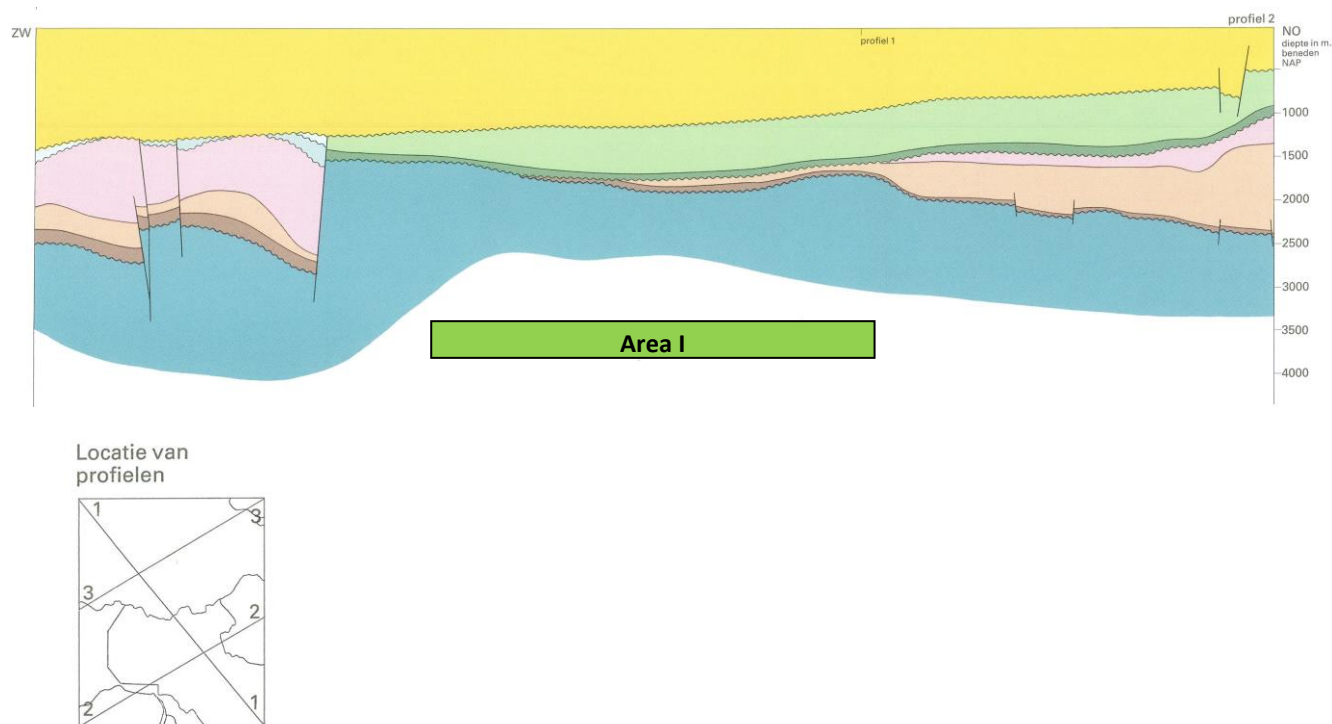 profiel 2
ZW
NO
profiel 1
diepte in m.
beneden
NAP
1000
1500
2000
2500
3000
3500
4000
Area I
Locatie van
profielen
1
3
3
2
2
1